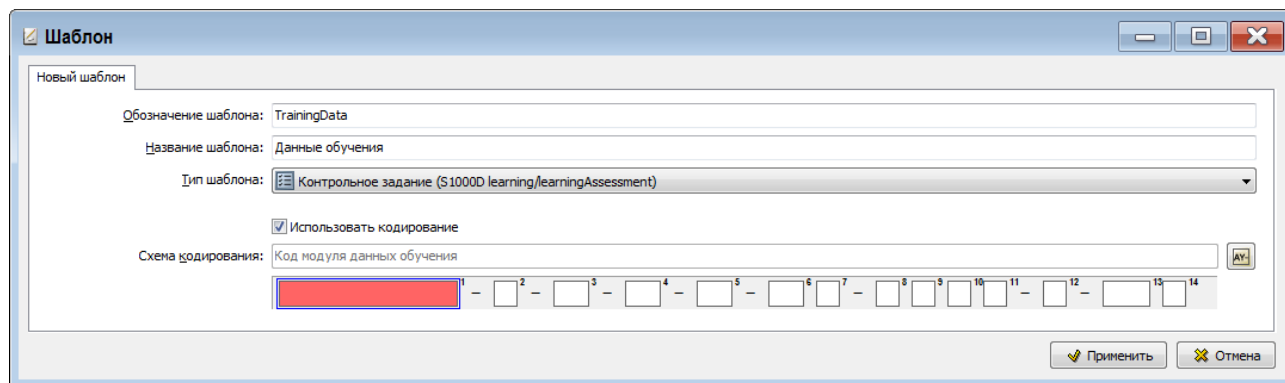 Шаблон
Новый шаблон
Обозначение шаблона: TrainingData
Название шаблона: Данные обучения
Тип шаблона: Контрольное задание (S1000D learning/learningAssessment)
Использовать кодирование
Схема кодирования: Код модуля данных обучения AY-
1 – 2 – 3 – 4 – 5 – 6 7 – 8 9 10 11 – 12 – 13 14
Применить Отмена